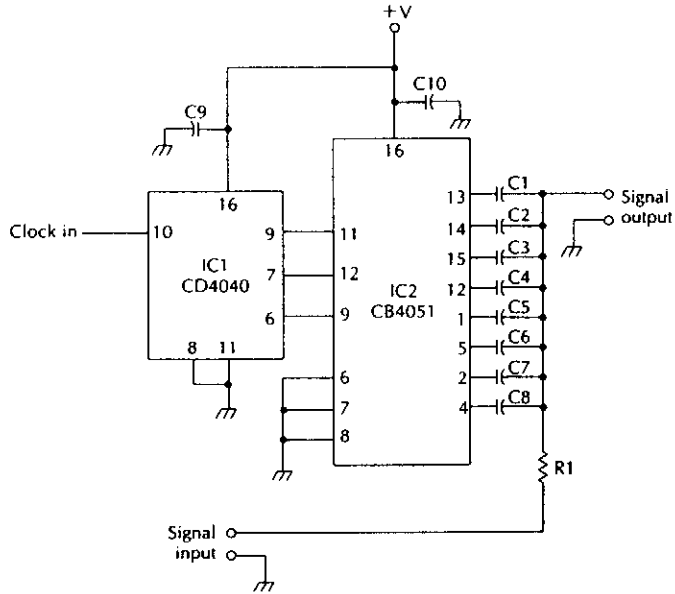 +V
C9
C10
16
16
13
C1
Signal
output
14
C2
Clock in
10
9
11
15
C3
IC1
CD4040
7
12
IC2
CB4051
12
C4
6
9
1
C5
5
C6
8
11
6
2
C7
7
4
C8
8
R1
Signal
input